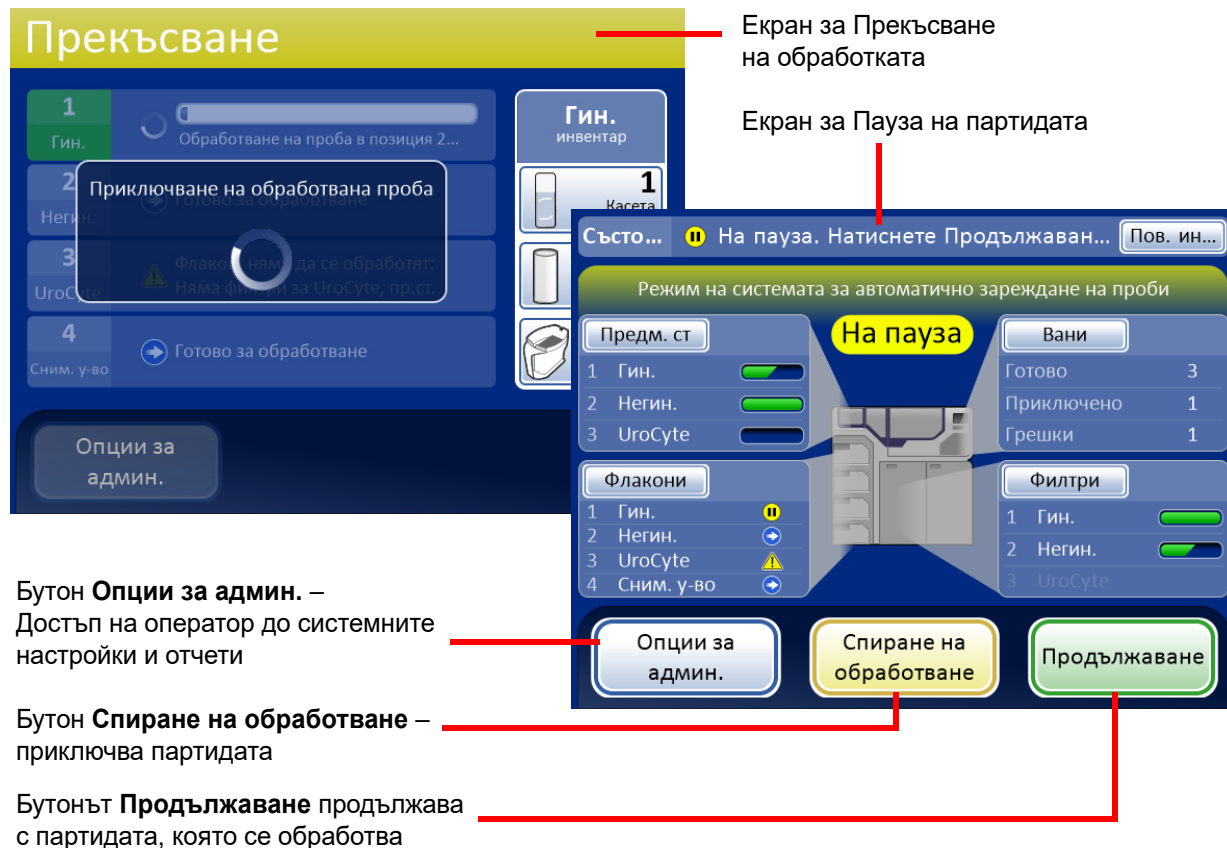 Прекъсване
1
Гин.
Обработване на проба в позиция 2...
2
Негин.
Готово за обработване
Приключване на обработвана проба
3
UroCyte
Няма филтри за UroCyte, пр.ст.
4
Сним. у-во
Готово за обработване
Гин.
инвентар
1
Касета
Опции за
админ.
Екран за Прекъсване
на обработката
Екран за Пауза на партидата
Състо...
На пауза. Натиснете Продължаван...
Пов. ин...
Режим на системата за автоматично зареждане на проби
На пауза
Предм. ст
1 Гин.
2 Негин.
3 UroCyte
Вани
Готово 3
Приключено 1
Грешки 1
Флакони
1 Гин.
2 Негин.
3 UroCyte
4 Сним. у-во
Филтри
1 Гин.
2 Негин.
3 UroCyte
Опции за
админ.
Спиране на
обработване
Продължаване
Бутон Опции за админ. –
Достъп на оператор до системните
настройки и отчети
Бутон Спиране на обработване –
приключва партидата
Бутонът Продължаване продължава
с партидата, която се обработва